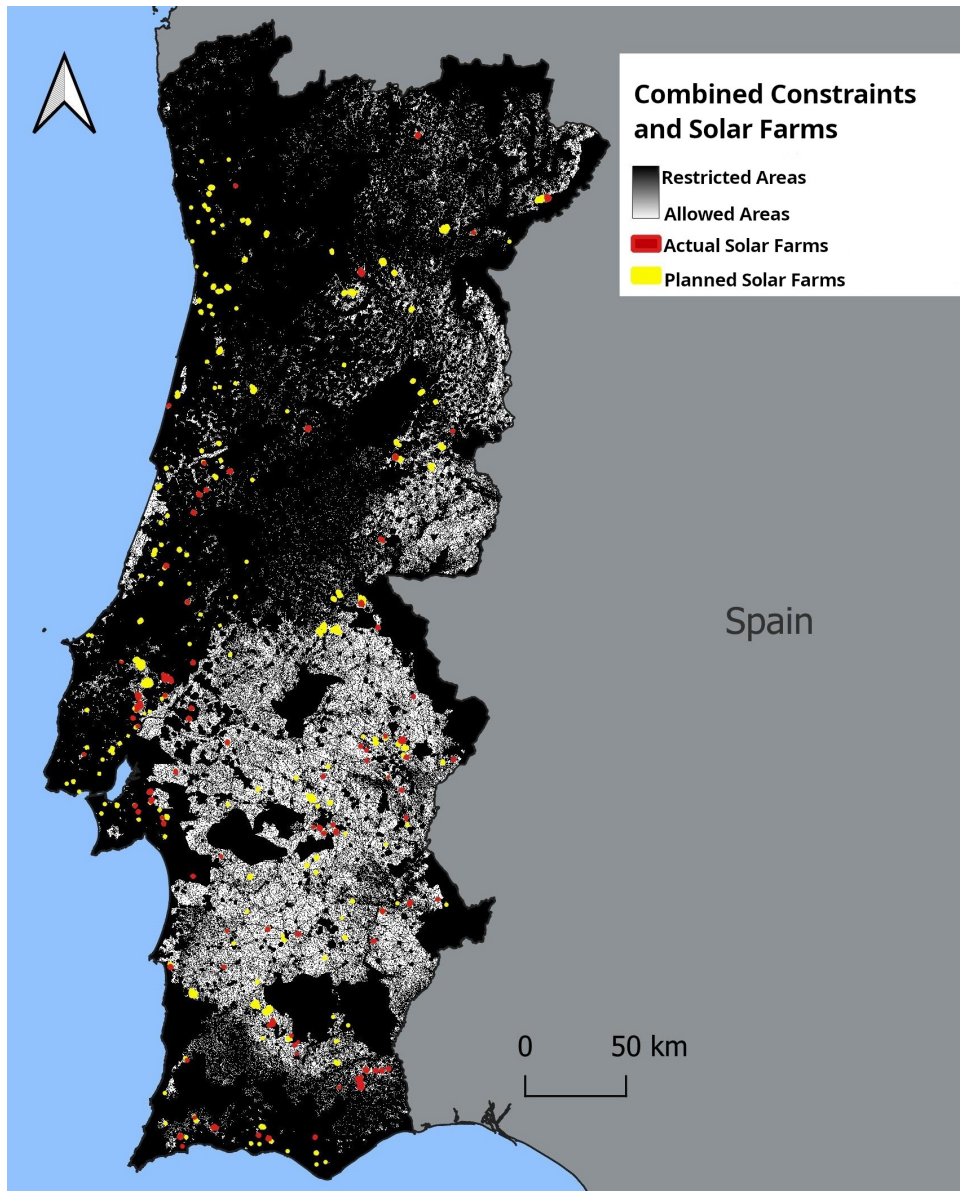 Combined Constraints
and Solar Farms
Restricted Areas
Allowed Areas
Actual Solar Farms
Planned Solar Farms
Spain
0 50 km